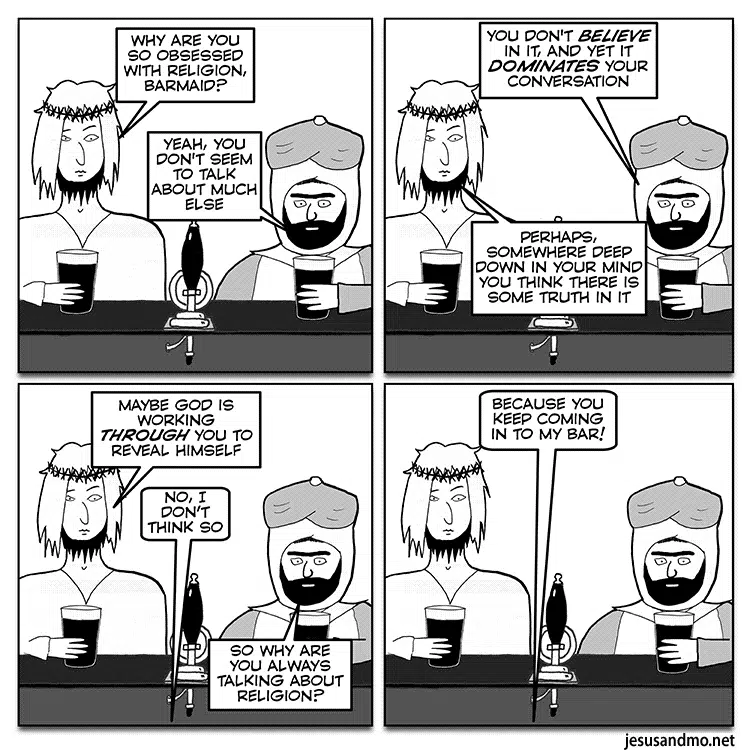 WHY ARE YOU
SO OBSESSED
WITH RELIGION,
BARMAID?
YEAH, YOU
DON'T SEEM
TO TALK
ABOUT MUCH
ELSE
YOU DON'T BELIEVE
IN IT, AND YET IT
DOMINATES YOUR
CONVERSATION
PERHAPS,
SOMEWHERE DEEP
DOWN IN YOUR MIND
YOU THINK THERE IS
SOME TRUTH IN IT
MAYBE GOD IS
WORKING
THROUGH YOU TO
REVEAL HIMSELF
NO, I
DON'T
THINK SO
SO WHY ARE
YOU ALWAYS
TALKING ABOUT
RELIGION?
BECAUSE YOU
KEEP COMING
IN TO MY BAR!
jesusandmo.net